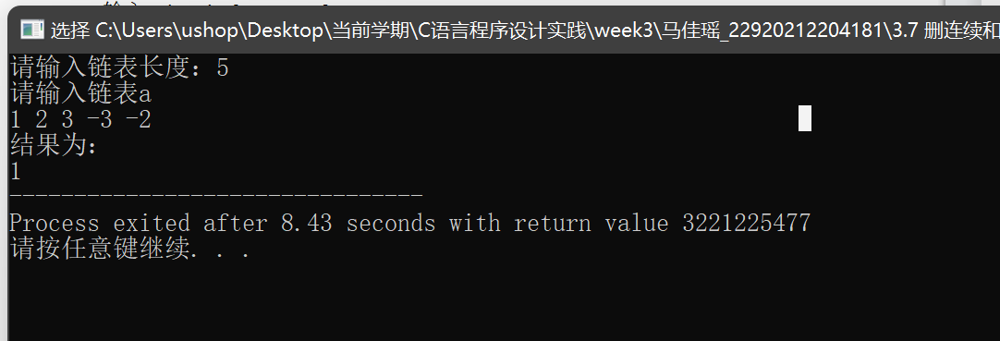 选择 C:\Users\ushop\Desktop\当前学期\C语言程序设计实践\week3\马佳瑶_22920212204181\3.7 删连续和
请输入链表长度：5
请输入链表a
1 2 3 -3 -2
结果为：
1
--------------------------------
Process exited after 8.43 seconds with return value 3221225477
请按任意键继续. . .